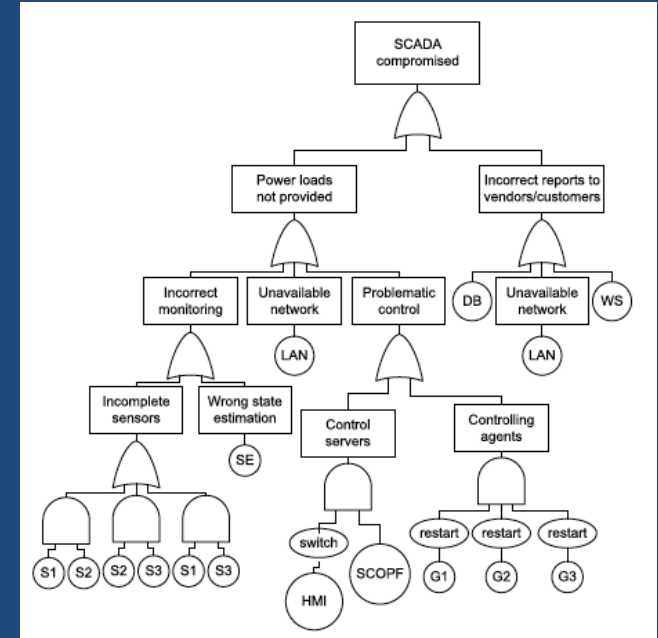 SCADA
compromised
Power loads
not provided
Incorrect reports to
vendors/customers
Incorrect
monitoring
Unavailable
network
Problematic
control
DB
Unavailable
network
WS
LAN
LAN
Incomplete
sensors
Wrong state
estimation
Control
servers
Controlling
agents
SE
switch
restart
restart
restart
S1
S2
S2
S3
S1
S3
HMI
SCOPF
G1
G2
G3